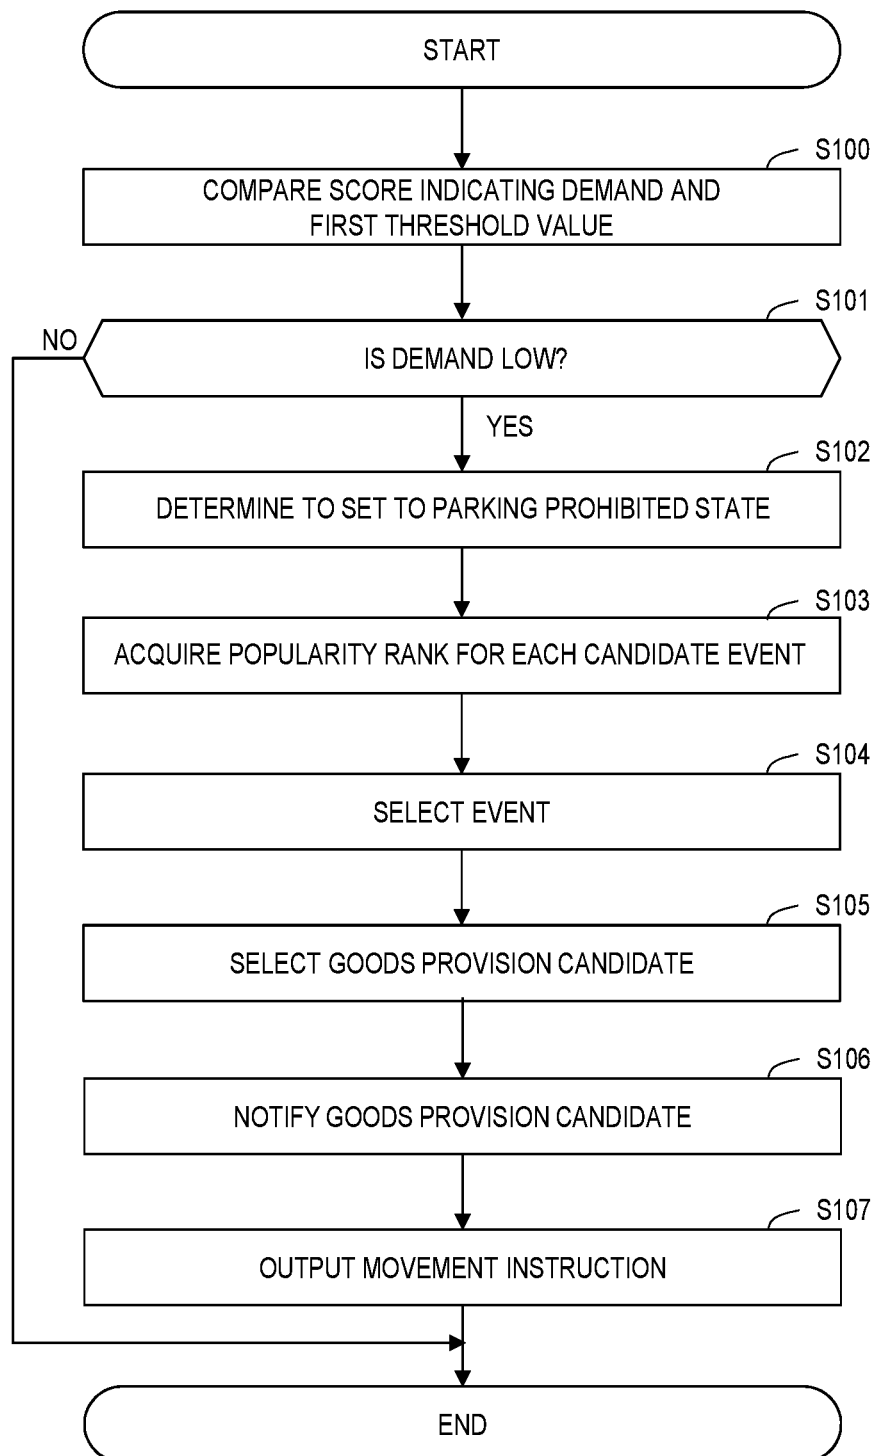 START
S100
COMPARE SCORE INDICATING DEMAND AND
FIRST THRESHOLD VALUE
S101
NO
IS DEMAND LOW?
YES
S102
DETERMINE TO SET TO PARKING PROHIBITED STATE
S103
ACQUIRE POPULARITY RANK FOR EACH CANDIDATE EVENT
S104
SELECT EVENT
S105
SELECT GOODS PROVISION CANDIDATE
S106
NOTIFY GOODS PROVISION CANDIDATE
S107
OUTPUT MOVEMENT INSTRUCTION
END